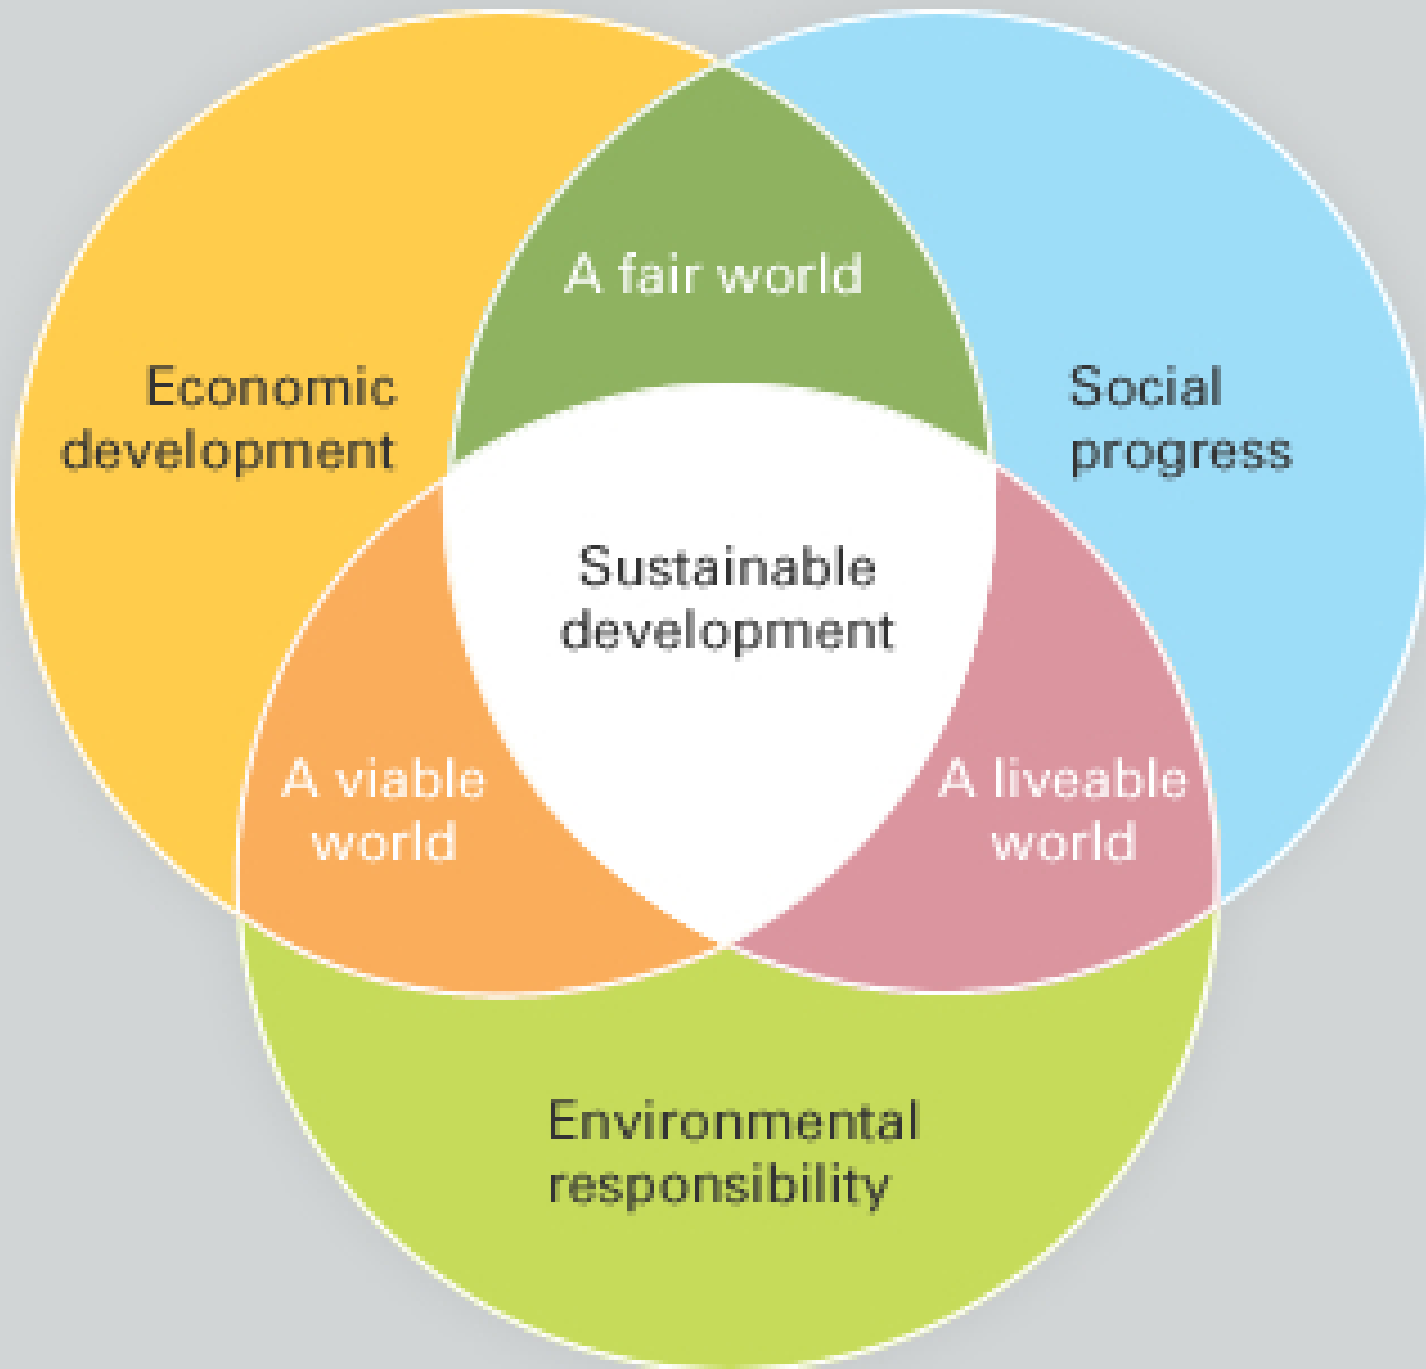 A fair world
Economic
development
Social
progress
Sustainable
development
A viable
world
A liveable
world
Environmental
responsibility